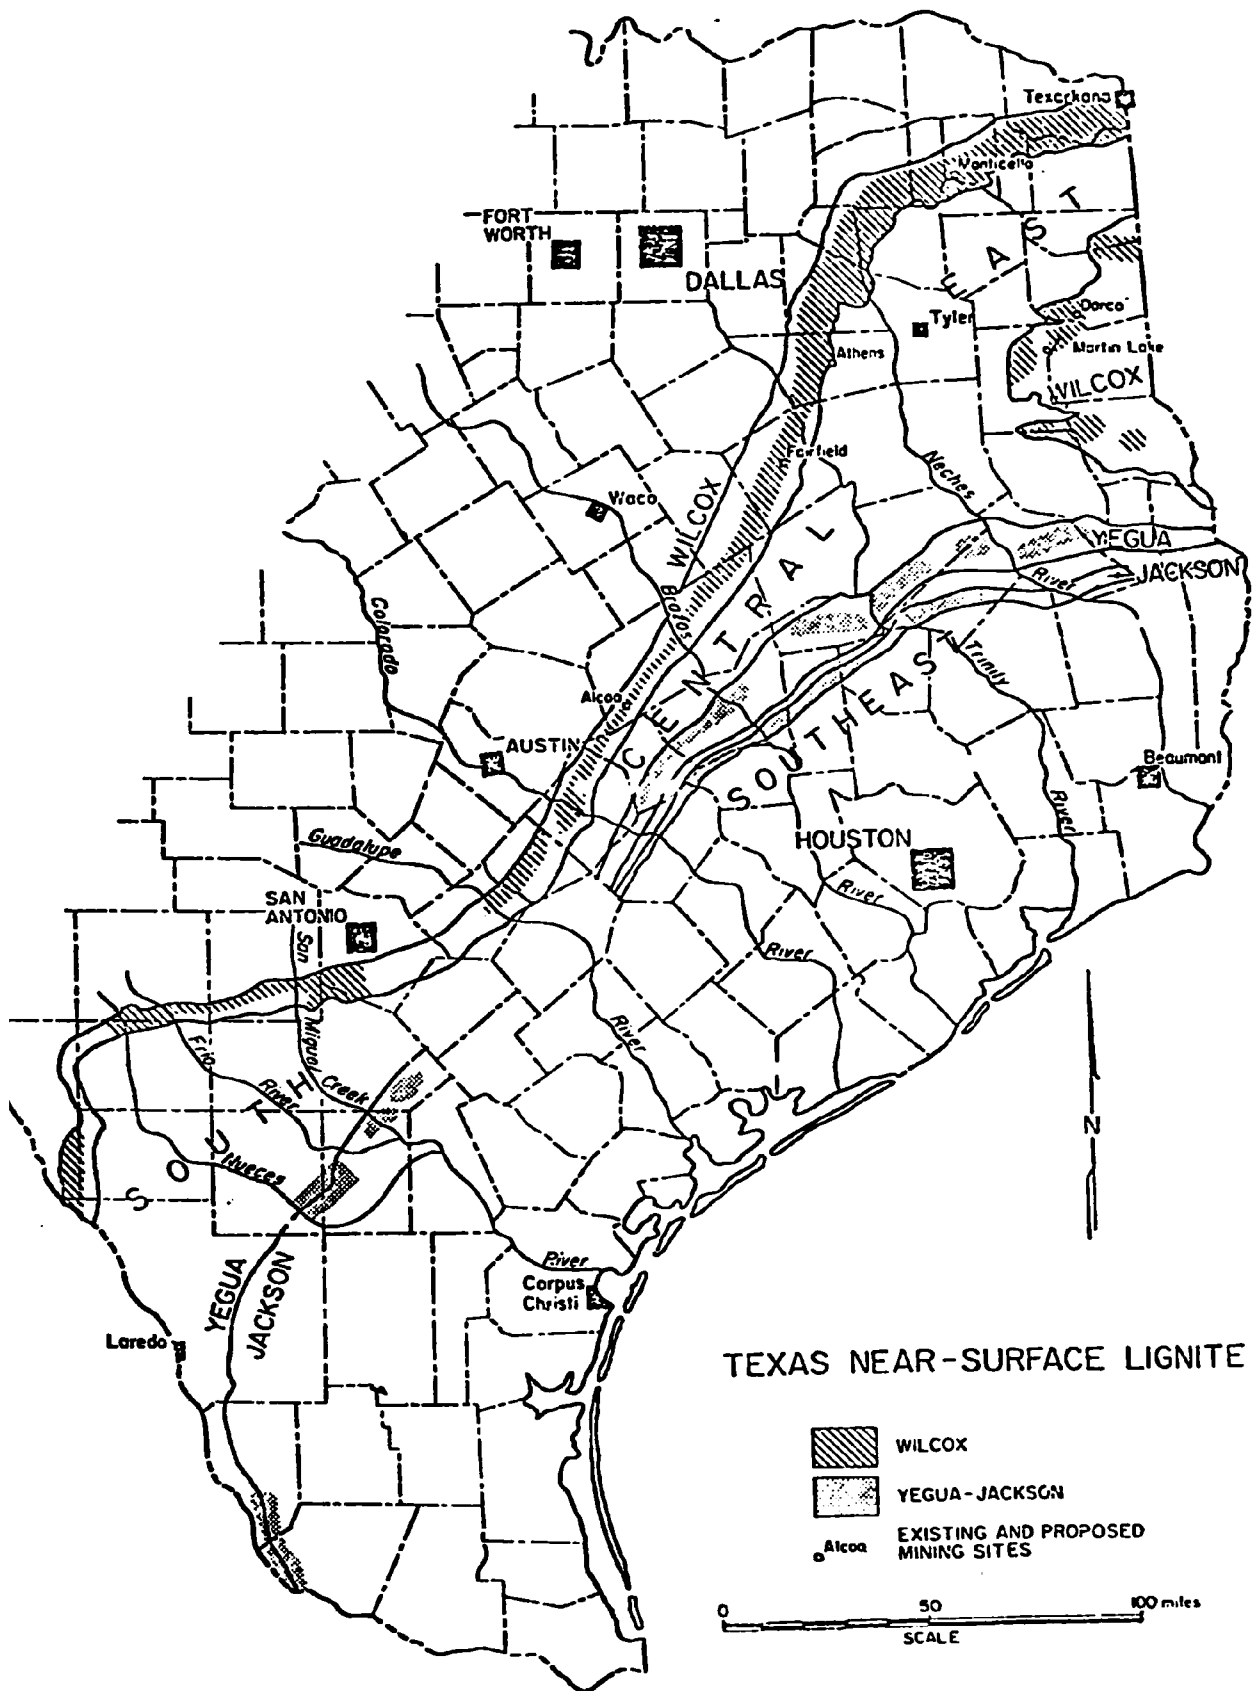 Texarkana
Monticello
EAST
FORT
WORTH
DALLAS
Tyler
Darco
Athens
Martin Lake
WILCOX
Fairfield
Neches
Waco
WILCOX
CENTRAL
YEGUA
River
JACKSON
Colorado
Brazos
Trinity
Alcoa
SOUTHEAST
AUSTIN
Beaumont
River
Guadalupe
HOUSTON
River
SAN
ANTONIO
San
River
Miguel
River
Frio
River
Creek
SOUTH
N
Nueces
YEGUA
JACKSON
River
Corpus
Christi
Laredo
TEXAS NEAR-SURFACE LIGNITE
WILCOX
YEGUA-JACKSON
Alcoa
EXISTING AND PROPOSED
MINING SITES
0 50 100 miles
SCALE